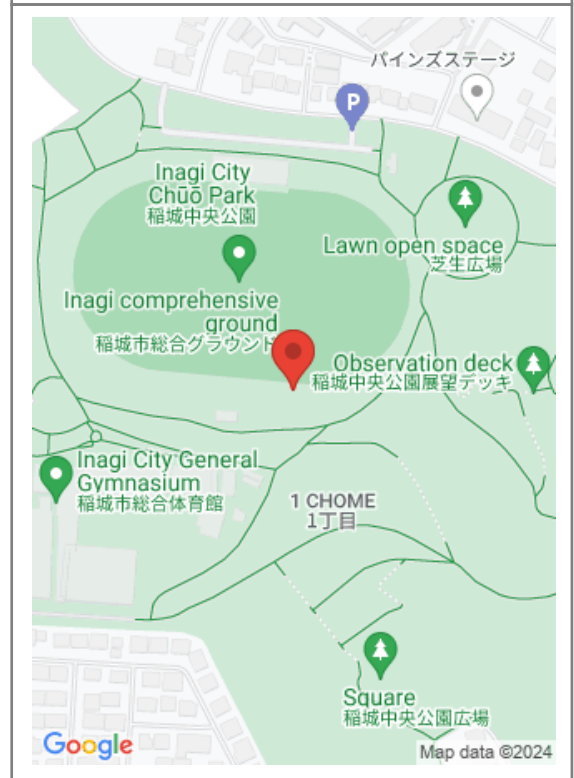 パインズステージ
P
Inagi City
Chūō Park
稲城中央公園
Lawn open space
芝生広場
Inagi comprehensive
ground
稲城市総合グラウンド
Observation deck
稲城中央公園展望デッキ
Inagi City General
Gymnasium
稲城市総合体育館
1 CHOME
1丁目
Square
稲城中央公園広場
Google
Map data ©2024